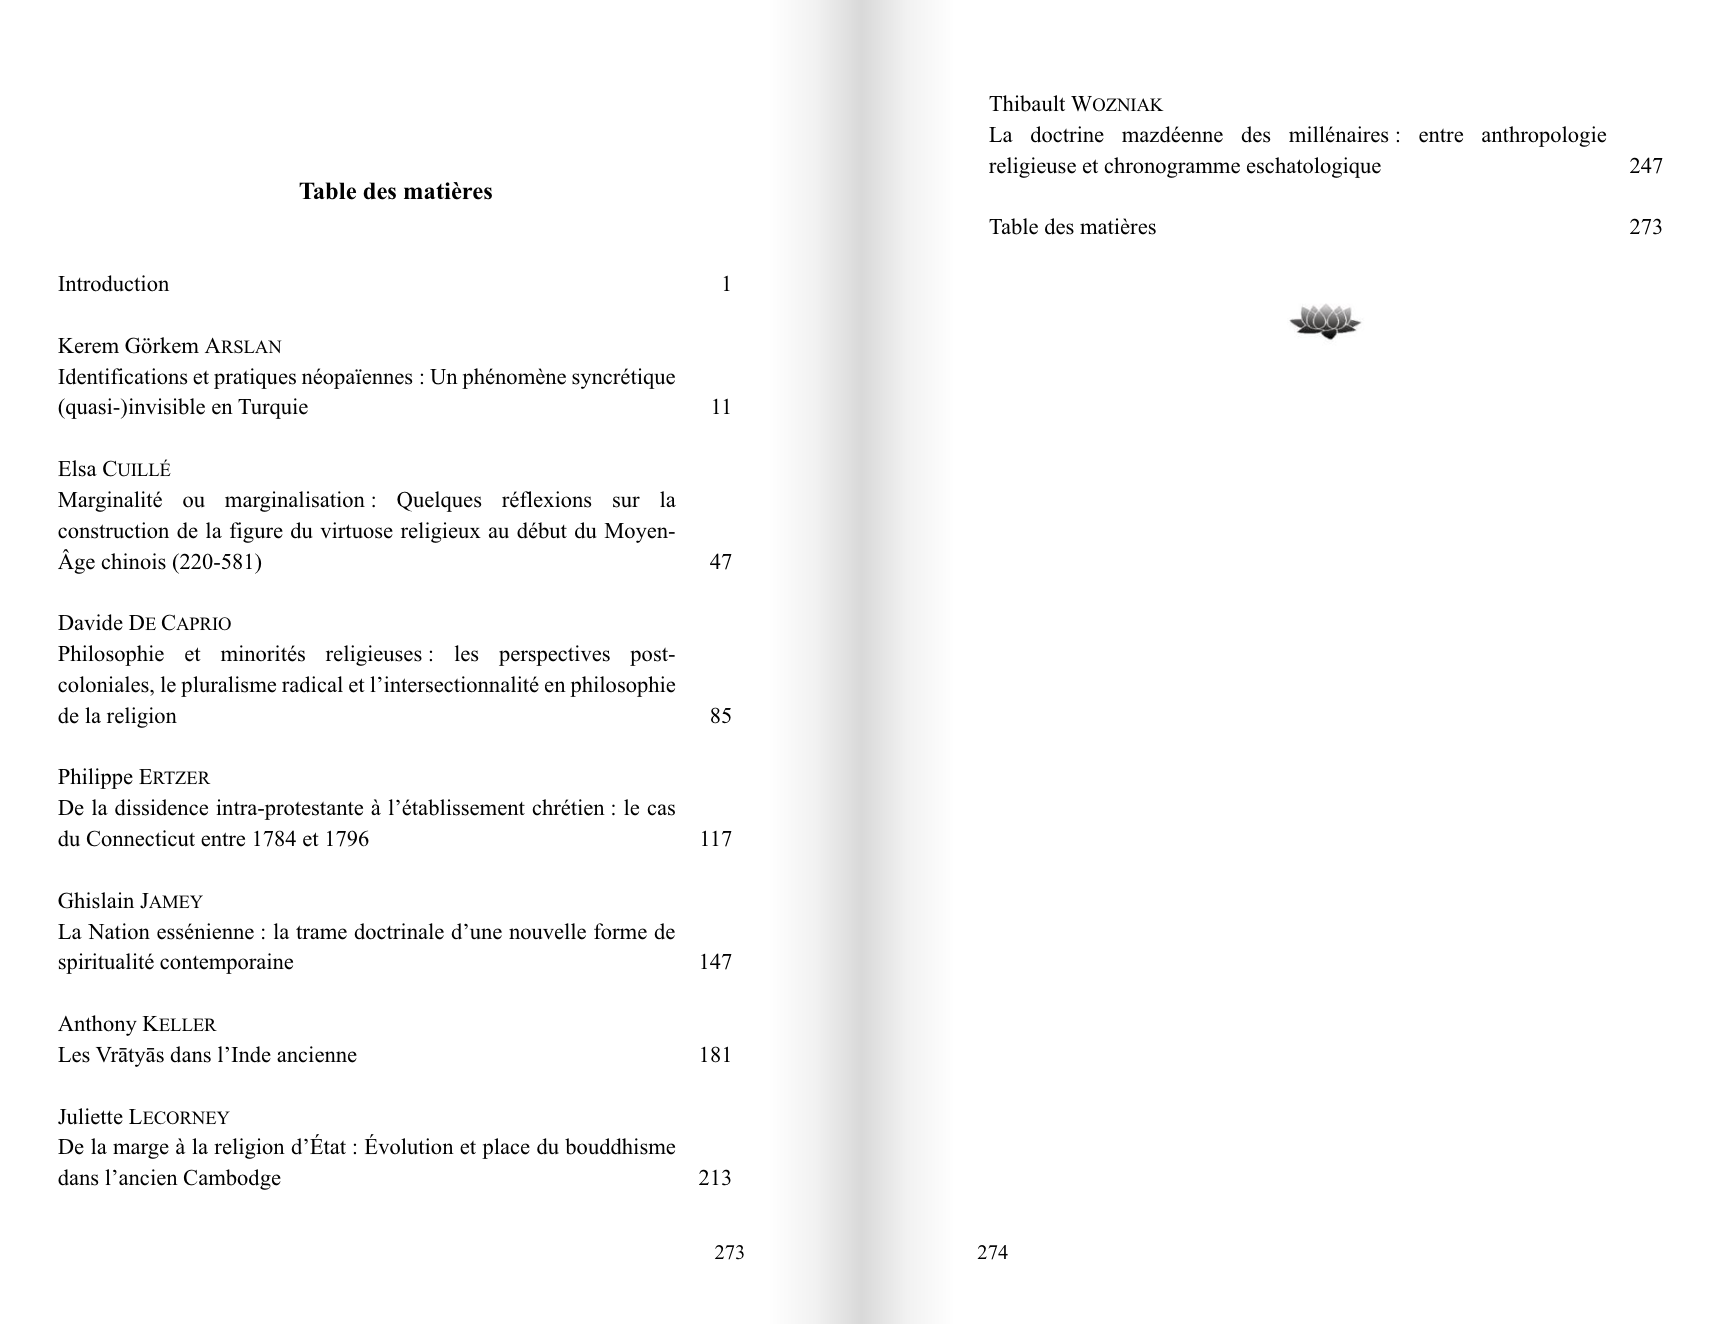 Table des matières
Introduction 1
Kerem Görkem ARSLAN
Identifications et pratiques néopaïennes : Un phénomène syncrétique
(quasi-)invisible en Turquie 11
Elsa CUILLÉ
Marginalité ou marginalisation : Quelques réflexions sur la
construction de la figure du virtuose religieux au début du Moyen-
Âge chinois (220-581) 47
Davide DE CAPRIO
Philosophie et minorités religieuses : les perspectives post-
coloniales, le pluralisme radical et l’intersectionnalité en philosophie
de la religion 85
Philippe ERTZER
De la dissidence intra-protestante à l’établissement chrétien : le cas
du Connecticut entre 1784 et 1796 117
Ghislain JAMEY
La Nation essénienne : la trame doctrinale d’une nouvelle forme de
spiritualité contemporaine 147
Anthony KELLER
Les Vrātyās dans l’Inde ancienne 181
Juliette LECORNEY
De la marge à la religion d’État : Évolution et place du bouddhisme
dans l’ancien Cambodge 213
273
Thibault WOZNIAK
La doctrine mazdéenne des millénaires : entre anthropologie
religieuse et chronogramme eschatologique 247
Table des matières 273
274